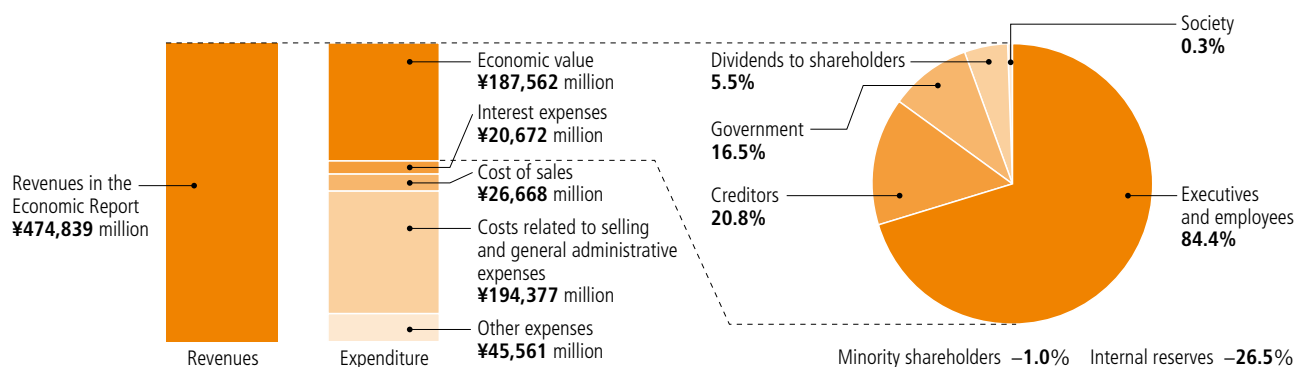 Revenues in the
Economic Report
¥474,839 million
Revenues
Economic value
¥187,562 million
Interest expenses
¥20,672 million
Cost of sales
¥26,668 million
Costs related to selling
and general administrative
expenses
¥194,377 million
Other expenses
¥45,561 million
Expenditure
Society
0.3%
Dividends to shareholders
5.5%
Government
16.5%
Creditors
20.8%
Executives
and employees
84.4%
Minority shareholders –1.0% Internal reserves –26.5%